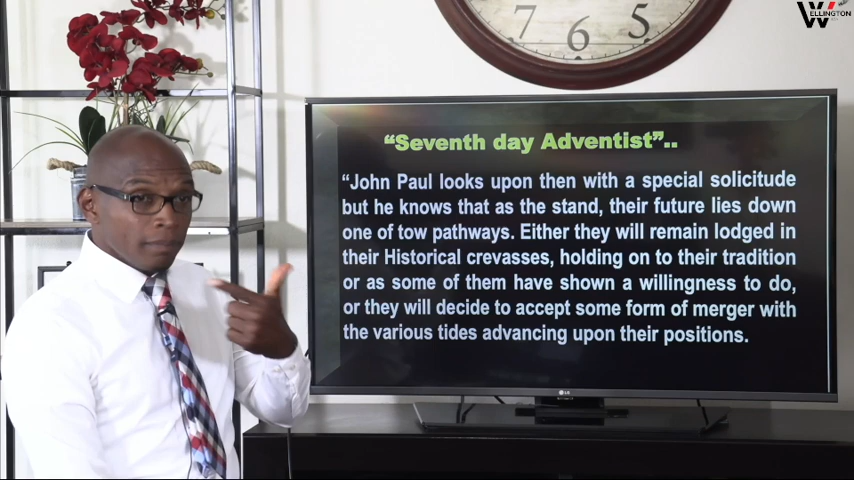 WELLINGTON
7 6 5
“Seventh day Adventist”..
“John Paul looks upon then with a special solicitude
but he knows that as the stand, their future lies down
one of tow pathways. Either they will remain lodged in
their Historical crevasses, holding on to their tradition
or as some of them have shown a willingness to do,
or they will decide to accept some form of merger with
the various tides advancing upon their positions.
LG